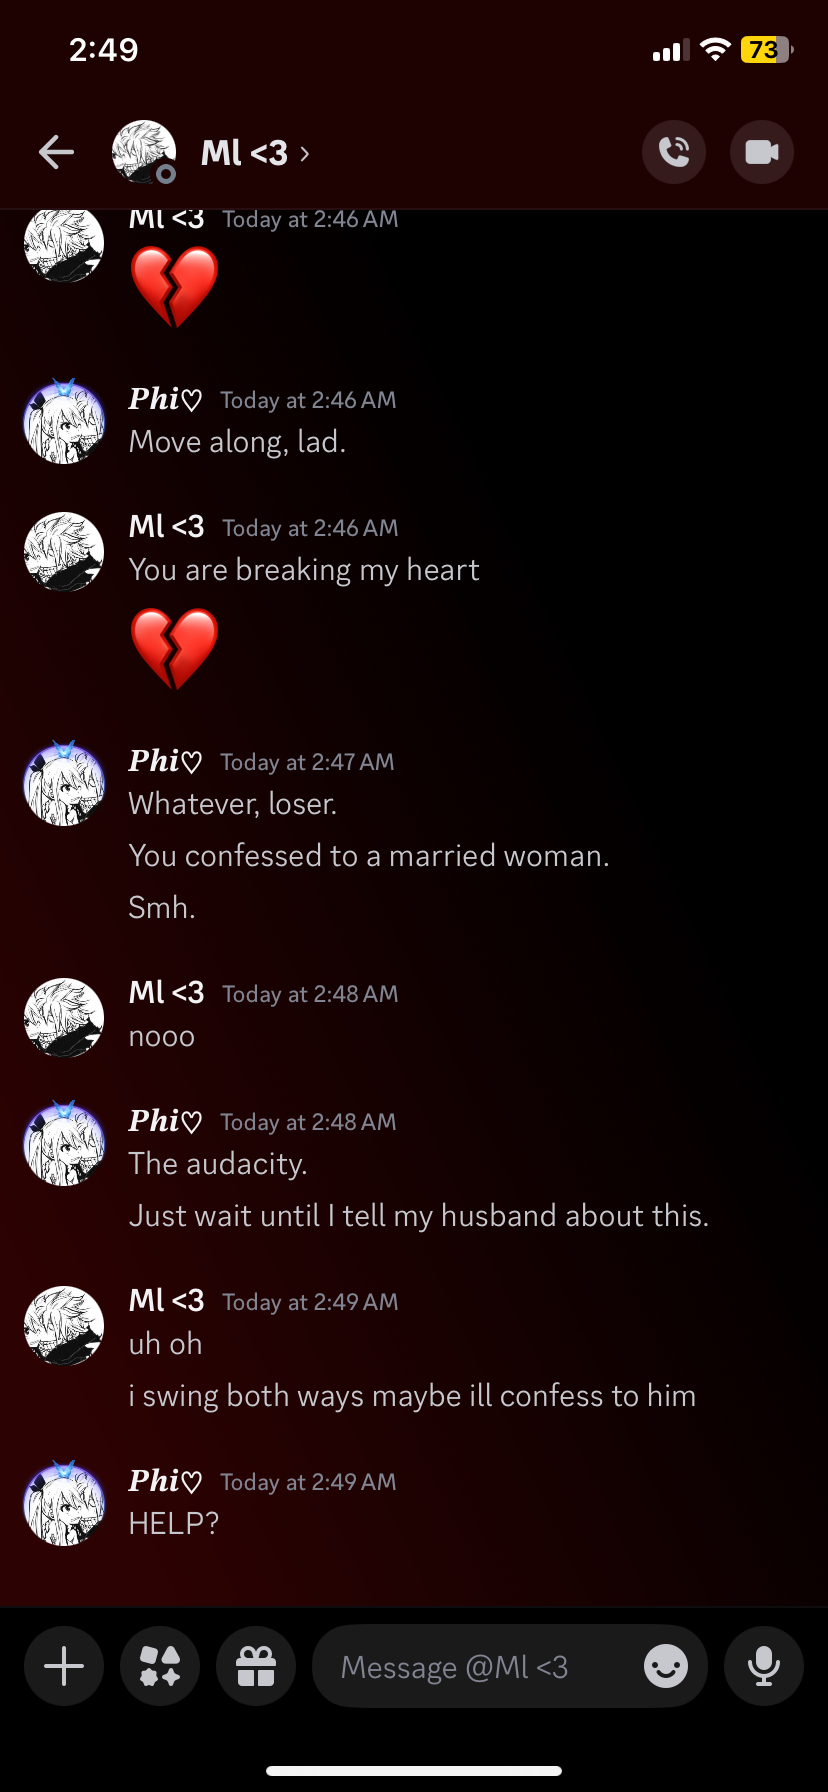 2:49
73
Ml <3
Ml <3 Today at 2:46 AM
💔
Phi♡ Today at 2:46 AM
Move along, lad.
Ml <3 Today at 2:46 AM
You are breaking my heart
💔
Phi♡ Today at 2:47 AM
Whatever, loser.
You confessed to a married woman.
Smh.
Ml <3 Today at 2:48 AM
nooo
Phi♡ Today at 2:48 AM
The audacity.
Just wait until I tell my husband about this.
Ml <3 Today at 2:49 AM
uh oh
i swing both ways maybe ill confess to him
Phi♡ Today at 2:49 AM
HELP?
Message @Ml <3